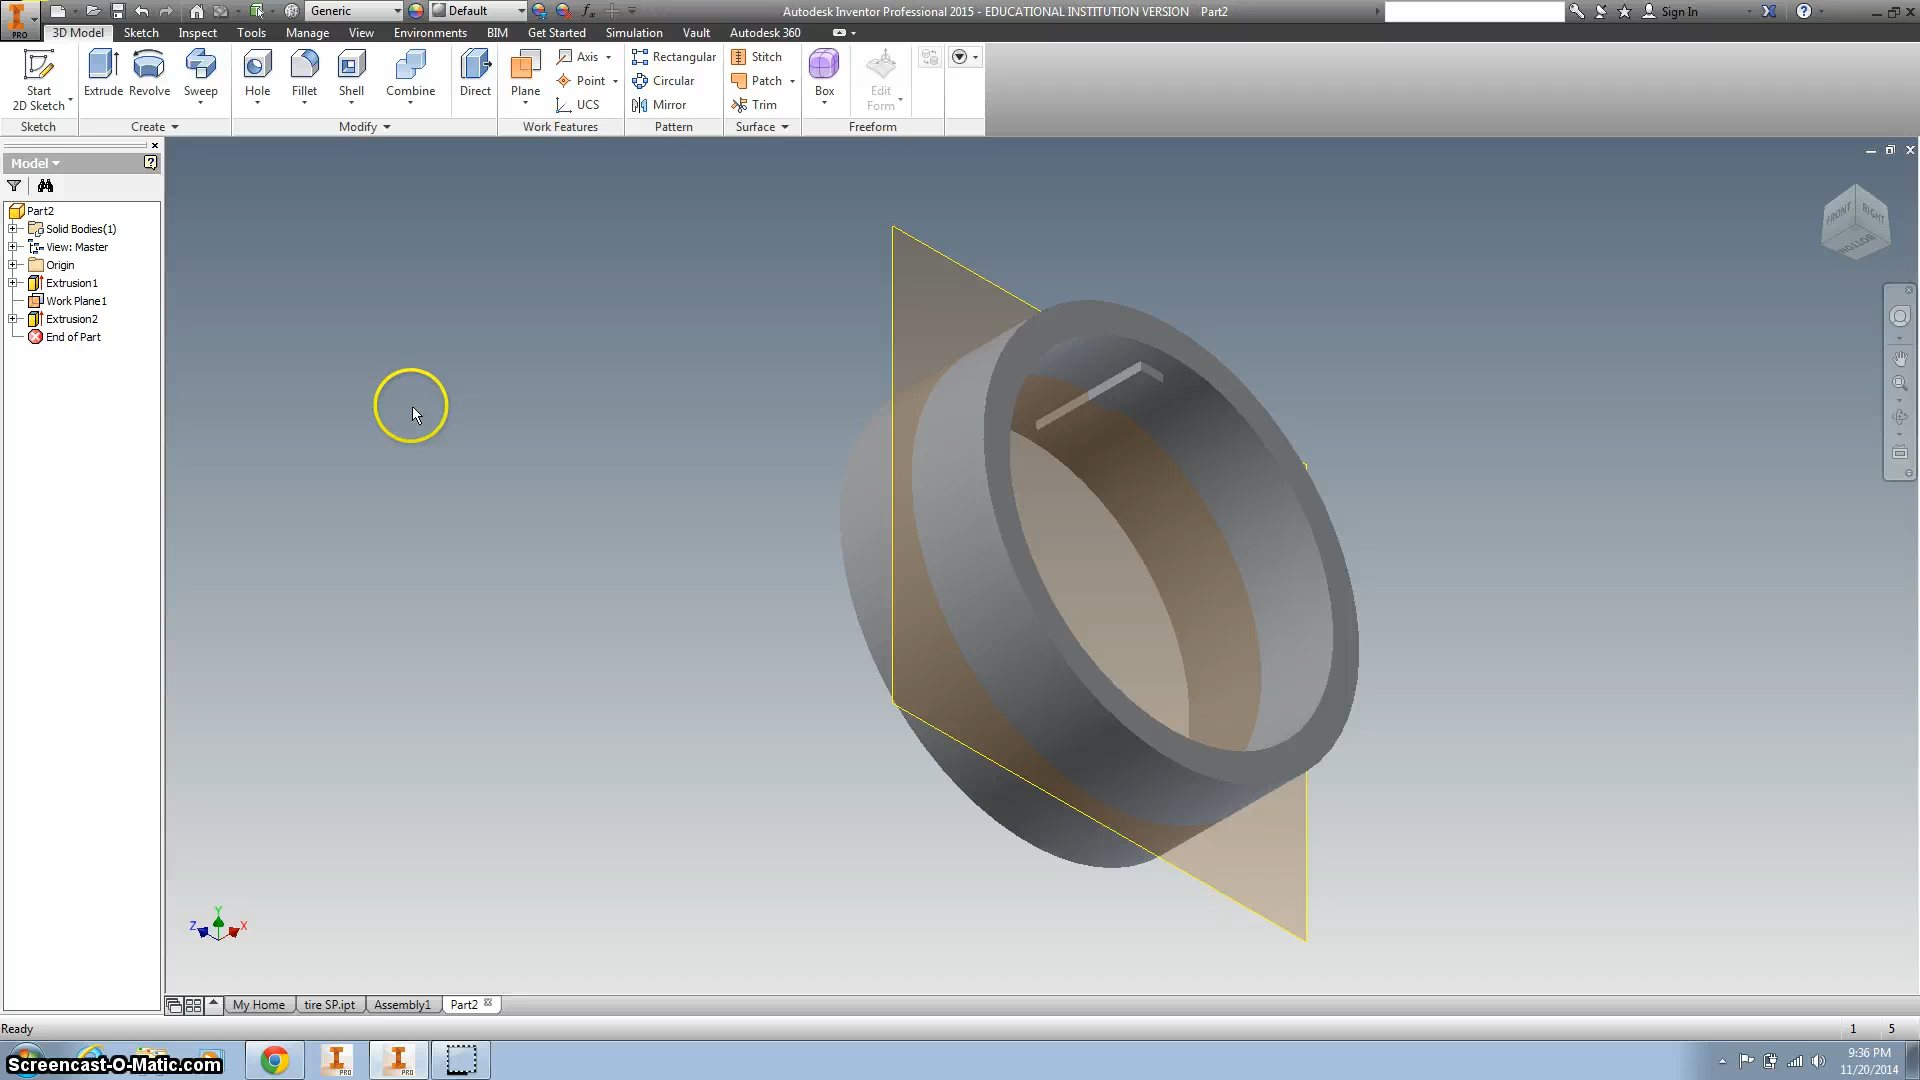 Generic
Default
Autodesk Inventor Professional 2015 - EDUCATIONAL INSTITUTION VERSION Part2
Sign In
PRO
3D Model Sketch Inspect Tools Manage View Environments BIM Get Started Simulation Vault Autodesk 360
Start
2D Sketch
Extrude Revolve Sweep
Hole Fillet Shell Combine
Direct
Plane
Axis
Point
UCS
Rectangular
Circular
Mirror
Stitch
Patch
Trim
Box
Edit
Form
Sketch Create Modify Work Features Pattern Surface Freeform
Model
Part2
Solid Bodies(1)
View: Master
Origin
Extrusion1
Work Plane1
Extrusion2
End of Part
FRONT RIGHT
BOTTOM
Y
Z X
My Home tire SP.ipt Assembly1 Part2
Ready
1 5
Screencast-O-Matic.com
PRO
PRO
9:36 PM
11/20/2014